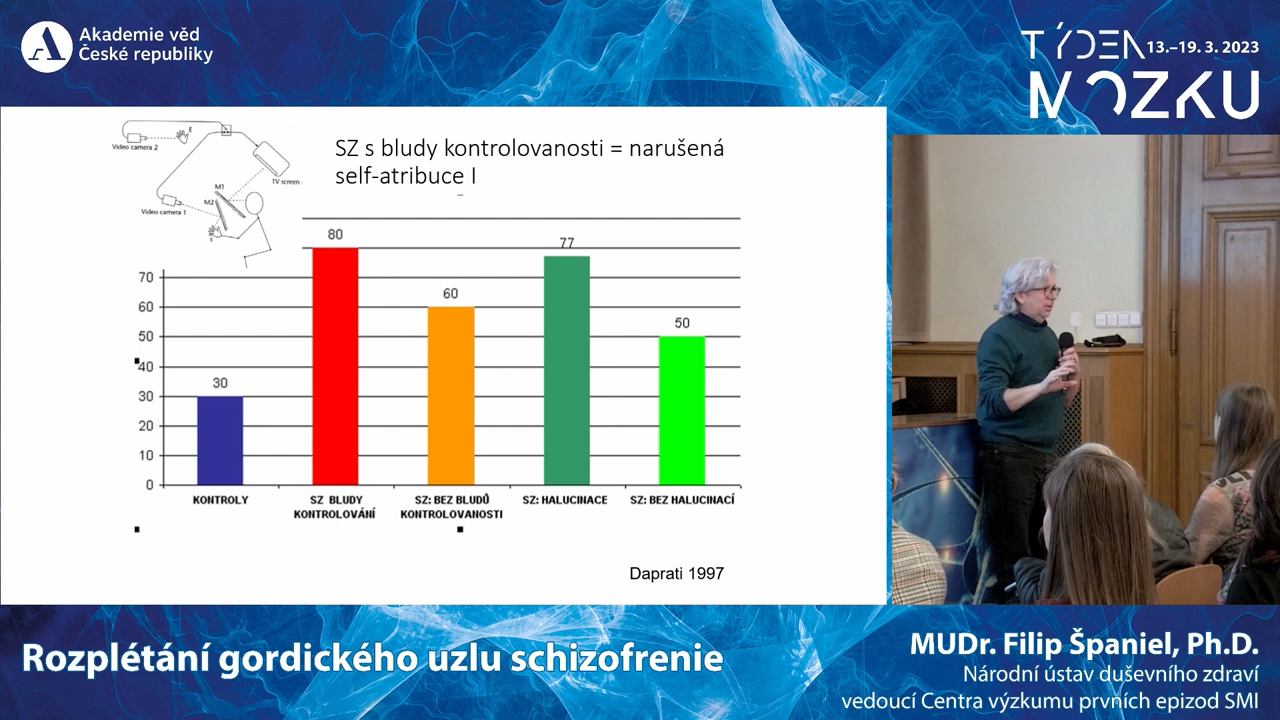 Akademie věd
České republiky
TÝDEN 13.–19. 3. 2023
MOZKU
SZ s bludy kontrolovanosti = narušená
self-atribuce I
Video camera 2
E
TV screen
M1
M2
Video camera 1
S
80
77
70
60
60
50
50
40
30
30
20
10
0
KONTROLY
SZ BLUDY
KONTROLOVÁNÍ
SZ: BEZ BLUDŮ
KONTROLOVANOSTI
SZ: HALUCINACE
SZ: BEZ HALUCINACÍ
Daprati 1997
Rozplétání gordického uzlu schizofrenie
MUDr. Filip Španiel, Ph.D.
Národní ústav duševního zdraví
vedoucí Centra výzkumu prvních epizod SMI